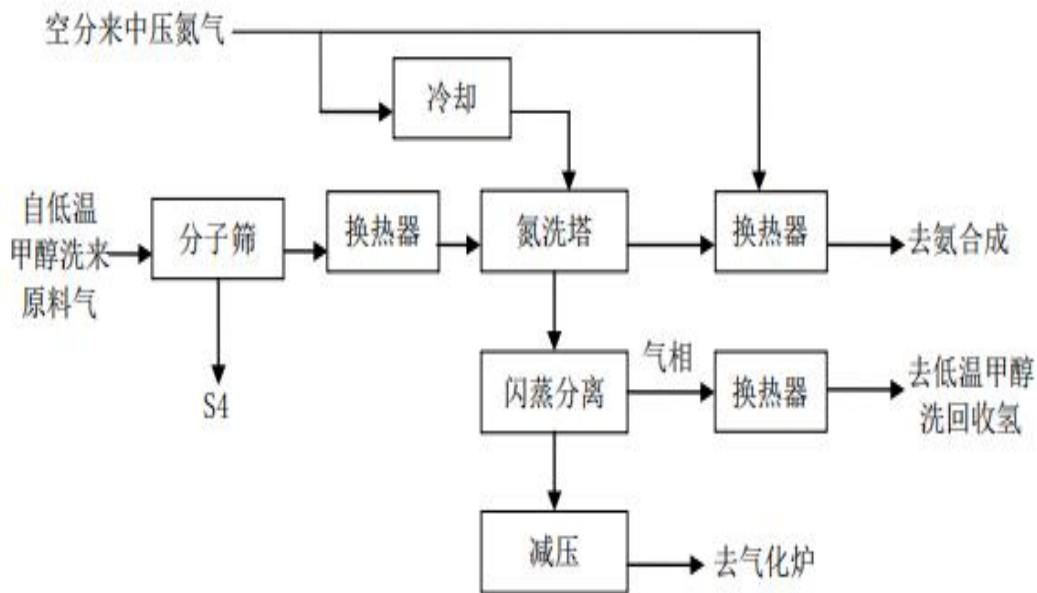 空分来中压氮气
冷却
自低温
甲醇洗来
原料气
分子筛
换热器
氮洗塔
换热器
去氨合成
S4
闪蒸分离
气相
换热器
去低温甲醇
洗回收氢
减压
去气化炉